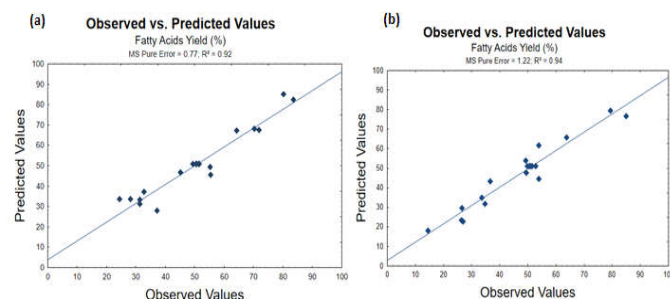 (a)
Observed vs. Predicted Values
Fatty Acids Yield (%)
MS Pure Error = 0.77; R² = 0.92
100
90
80
70
60
50
40
30
20
10
0
Predicted Values
0 10 20 30 40 50 60 70 80 90 100
Observed Values
(b)
Observed vs. Predicted Values
Fatty Acids Yield (%)
MS Pure Error = 1.22; R² = 0.94
100
90
80
70
60
50
40
30
20
10
0
Predicted Values
0 10 20 30 40 50 60 70 80 90 100
Observed Values